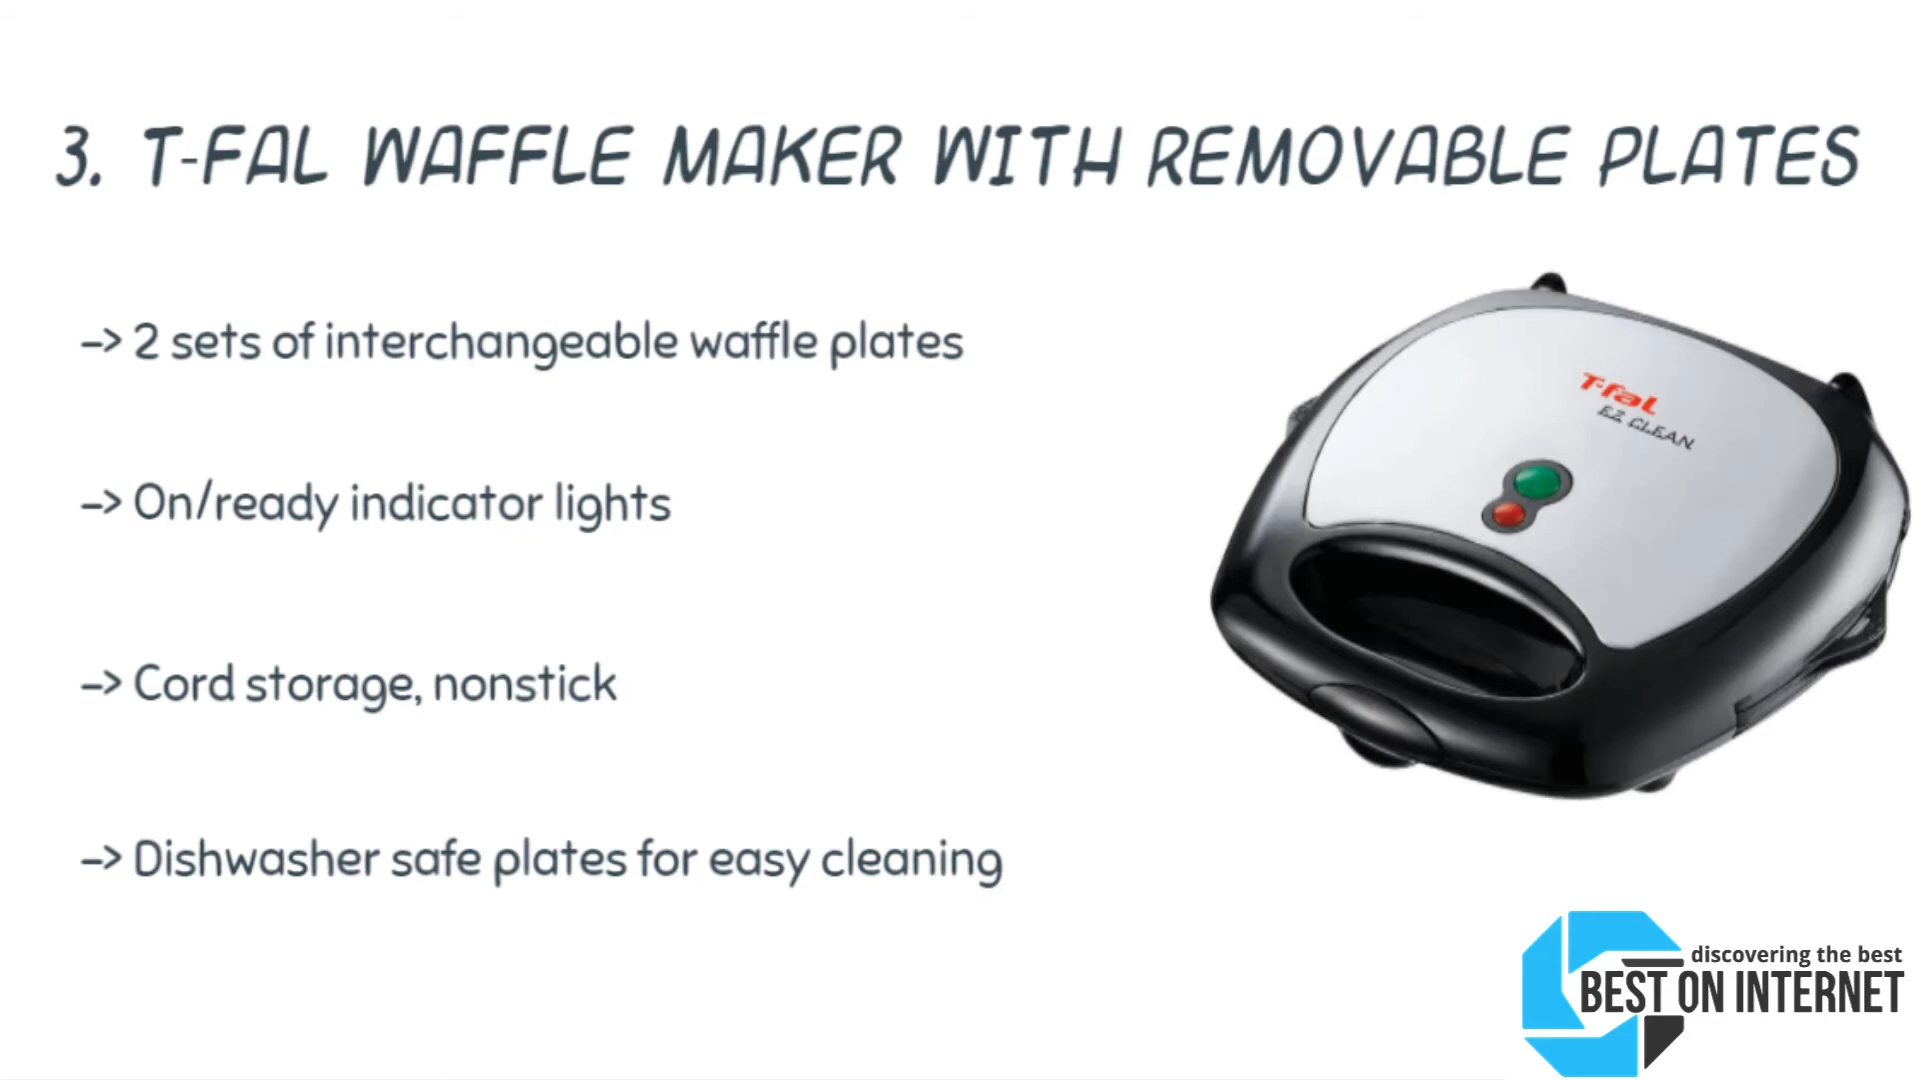 3. T-FAL WAFFLE MAKER WITH REMOVABLE PLATES
-> 2 sets of interchangeable waffle plates
T-fal
EZ CLEAN
-> On/ready indicator lights
-> Cord storage, nonstick
-> Dishwasher safe plates for easy cleaning
discovering the best
BEST ON INTERNET